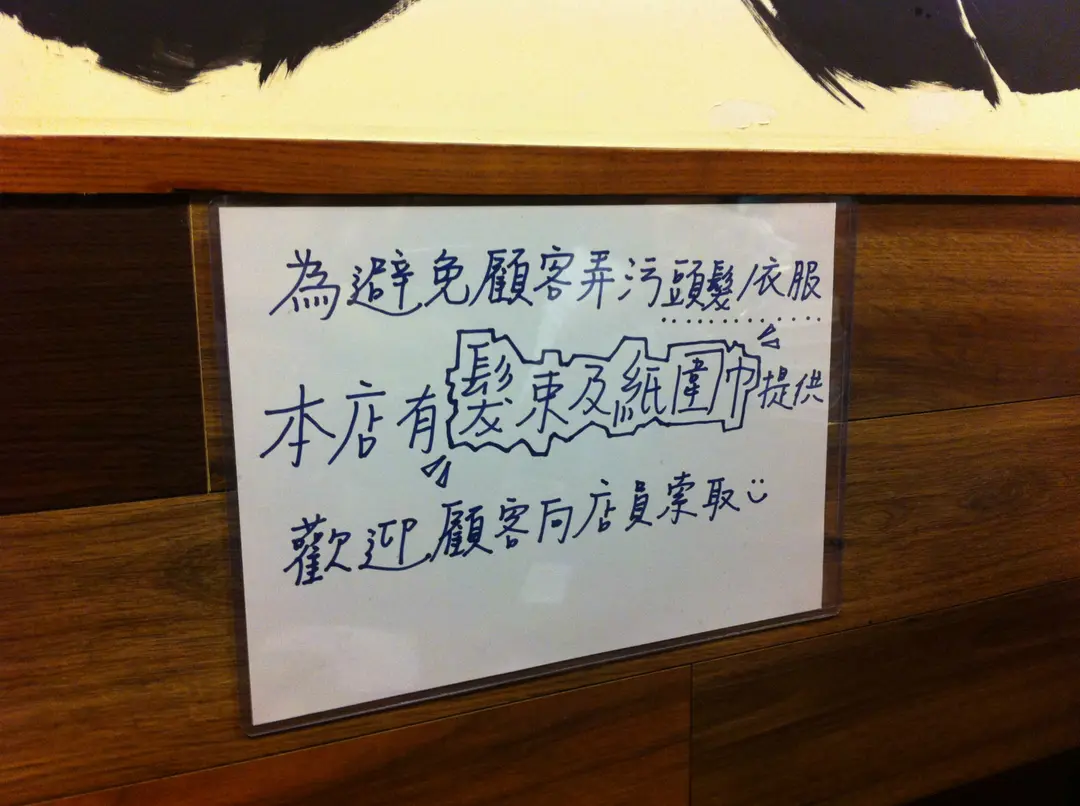 為避免顧客弄污頭髮/衣服
本店有髮束及紙圍巾提供
歡迎顧客向店員索取